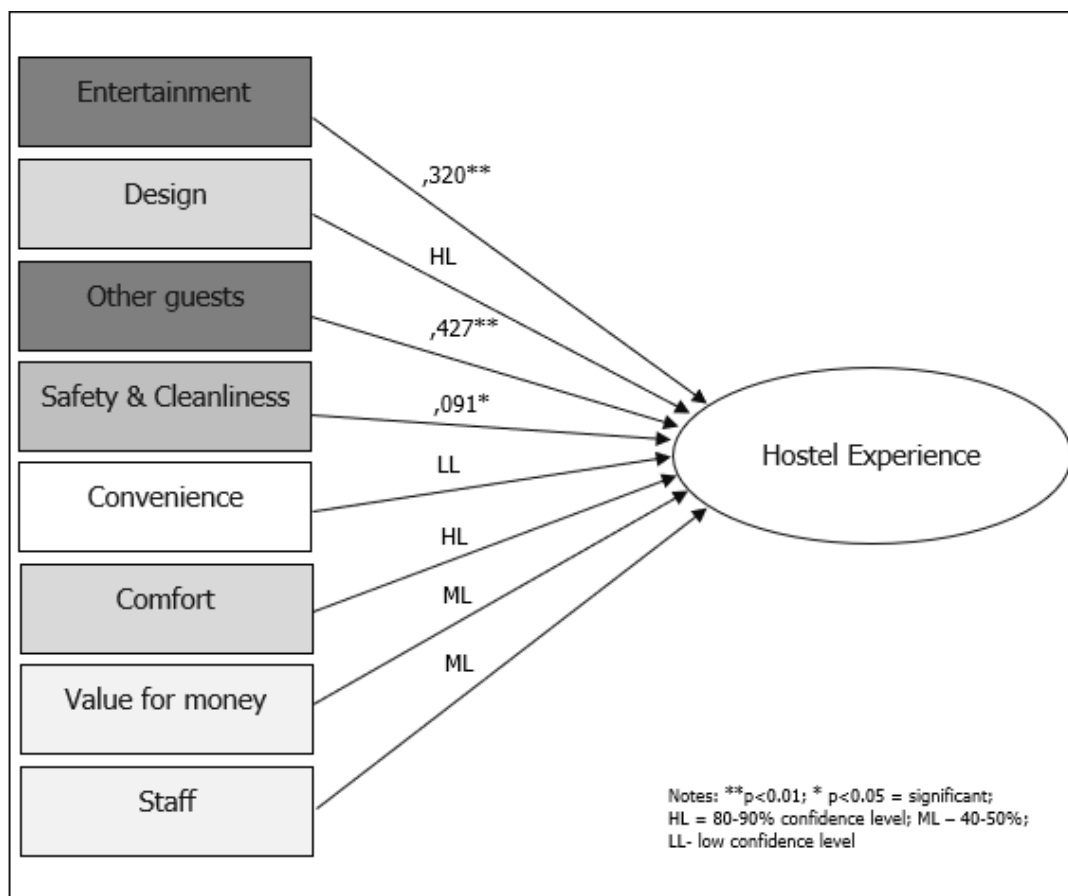 Entertainment
,320**
Design
HL
Other guests
,427**
Safety & Cleanliness
,091*
Hostel Experience
Convenience
LL
Comfort
HL
Value for money
ML
Staff
ML
Notes: **p<0.01; * p<0.05 = significant;
HL = 80-90% confidence level; ML – 40-50%;
LL- low confidence level